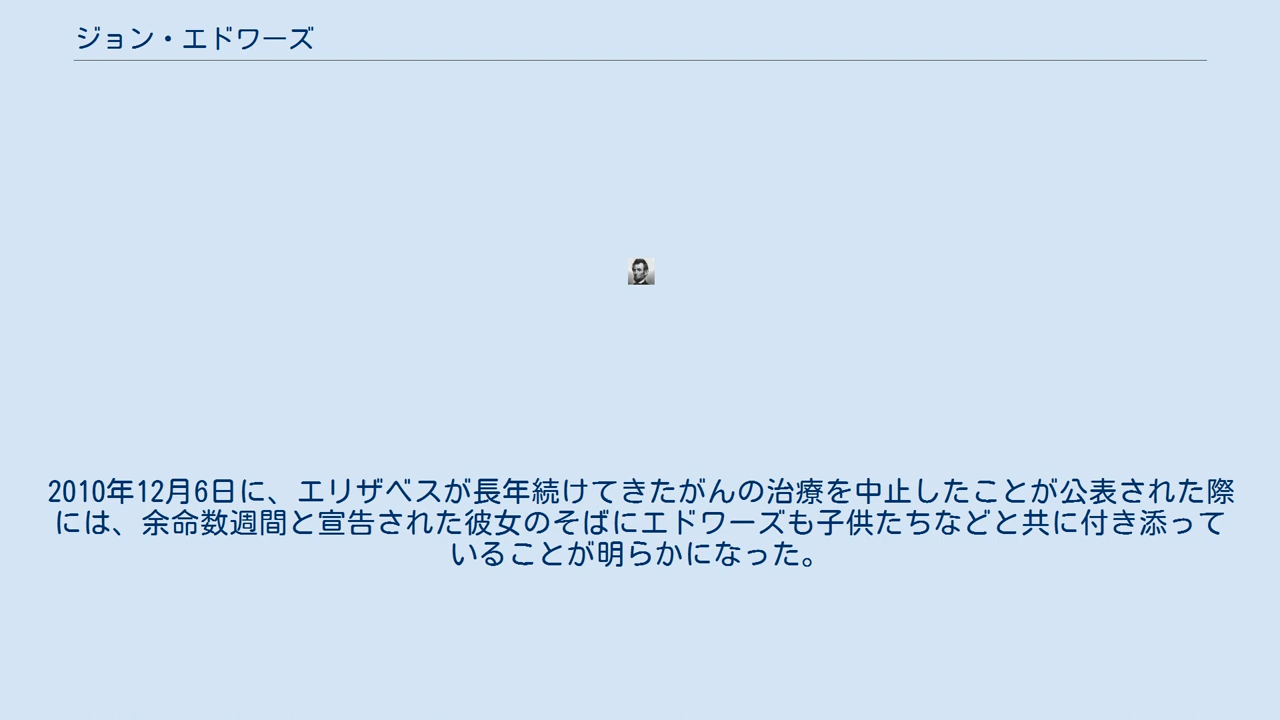 ジョン・エドワーズ
2010年12月6日に、エリザベスが長年続けてきたがんの治療を中止したことが公表された際
には、余命数週間と宣告された彼女のそばにエドワーズも子供たちなどと共に付き添って
いることが明らかになった。